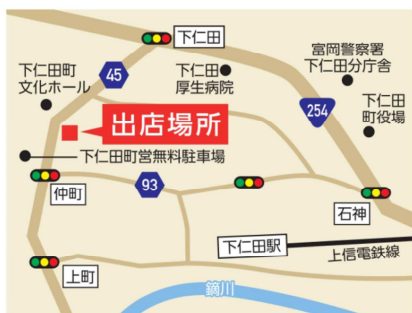 下仁田
45
下仁田町
文化ホール
下仁田
厚生病院
富岡警察署
下仁田分庁舎
254
下仁田
町役場
出店場所
下仁田町営無料駐車場
仲町
93
石神
下仁田駅
上信電鉄線
上町
鏑川